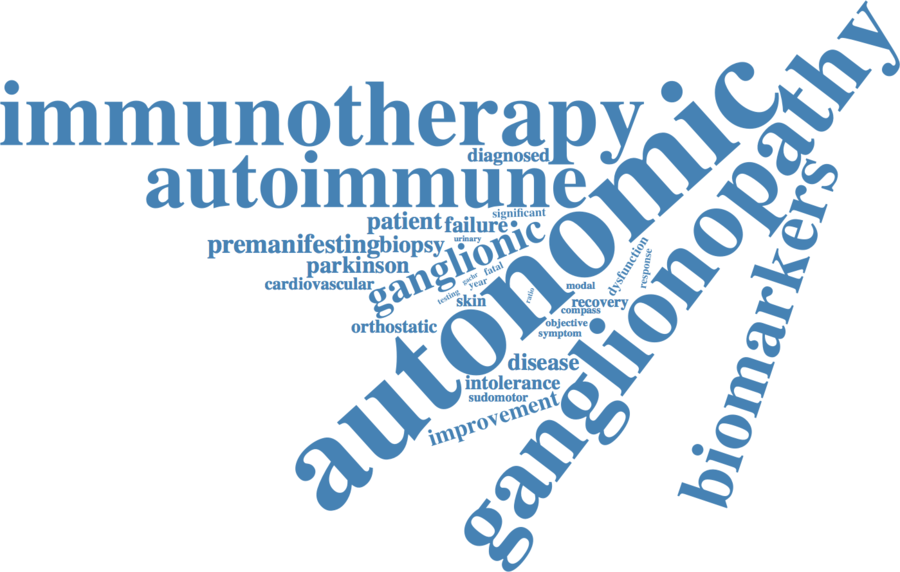 immunotherapy
autonomic
ganglionopathy
diagnosed
autoimmune
biomarkers
significant
patient
failure
urinary
premanifesting
biopsy
ganglionic
parkinson
fatal
gachr
year
cardiovascular
testing
skin
ratio
modal
dysfunction
response
recovery
compass
orthostatic
objective
symptom
disease
intolerance
sudomotor
improvement